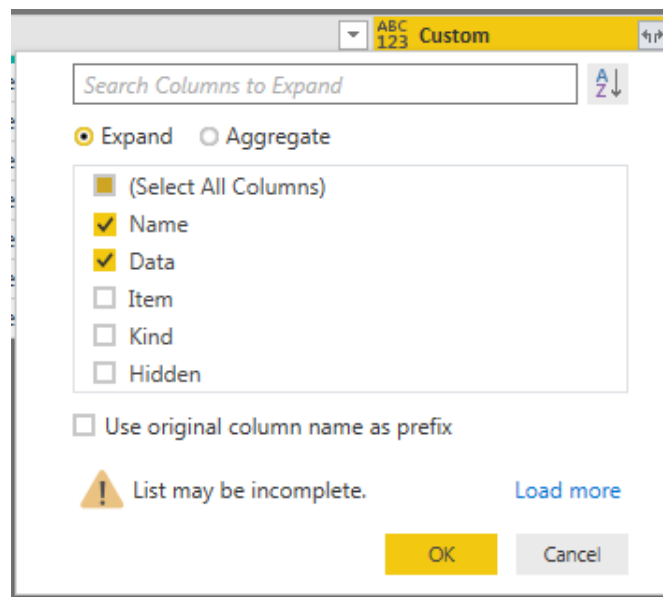 ABC
123 Custom
Search Columns to Expand
A
Z
Expand Aggregate
(Select All Columns)
Name
Data
Item
Kind
Hidden
Use original column name as prefix
List may be incomplete. Load more
OK Cancel